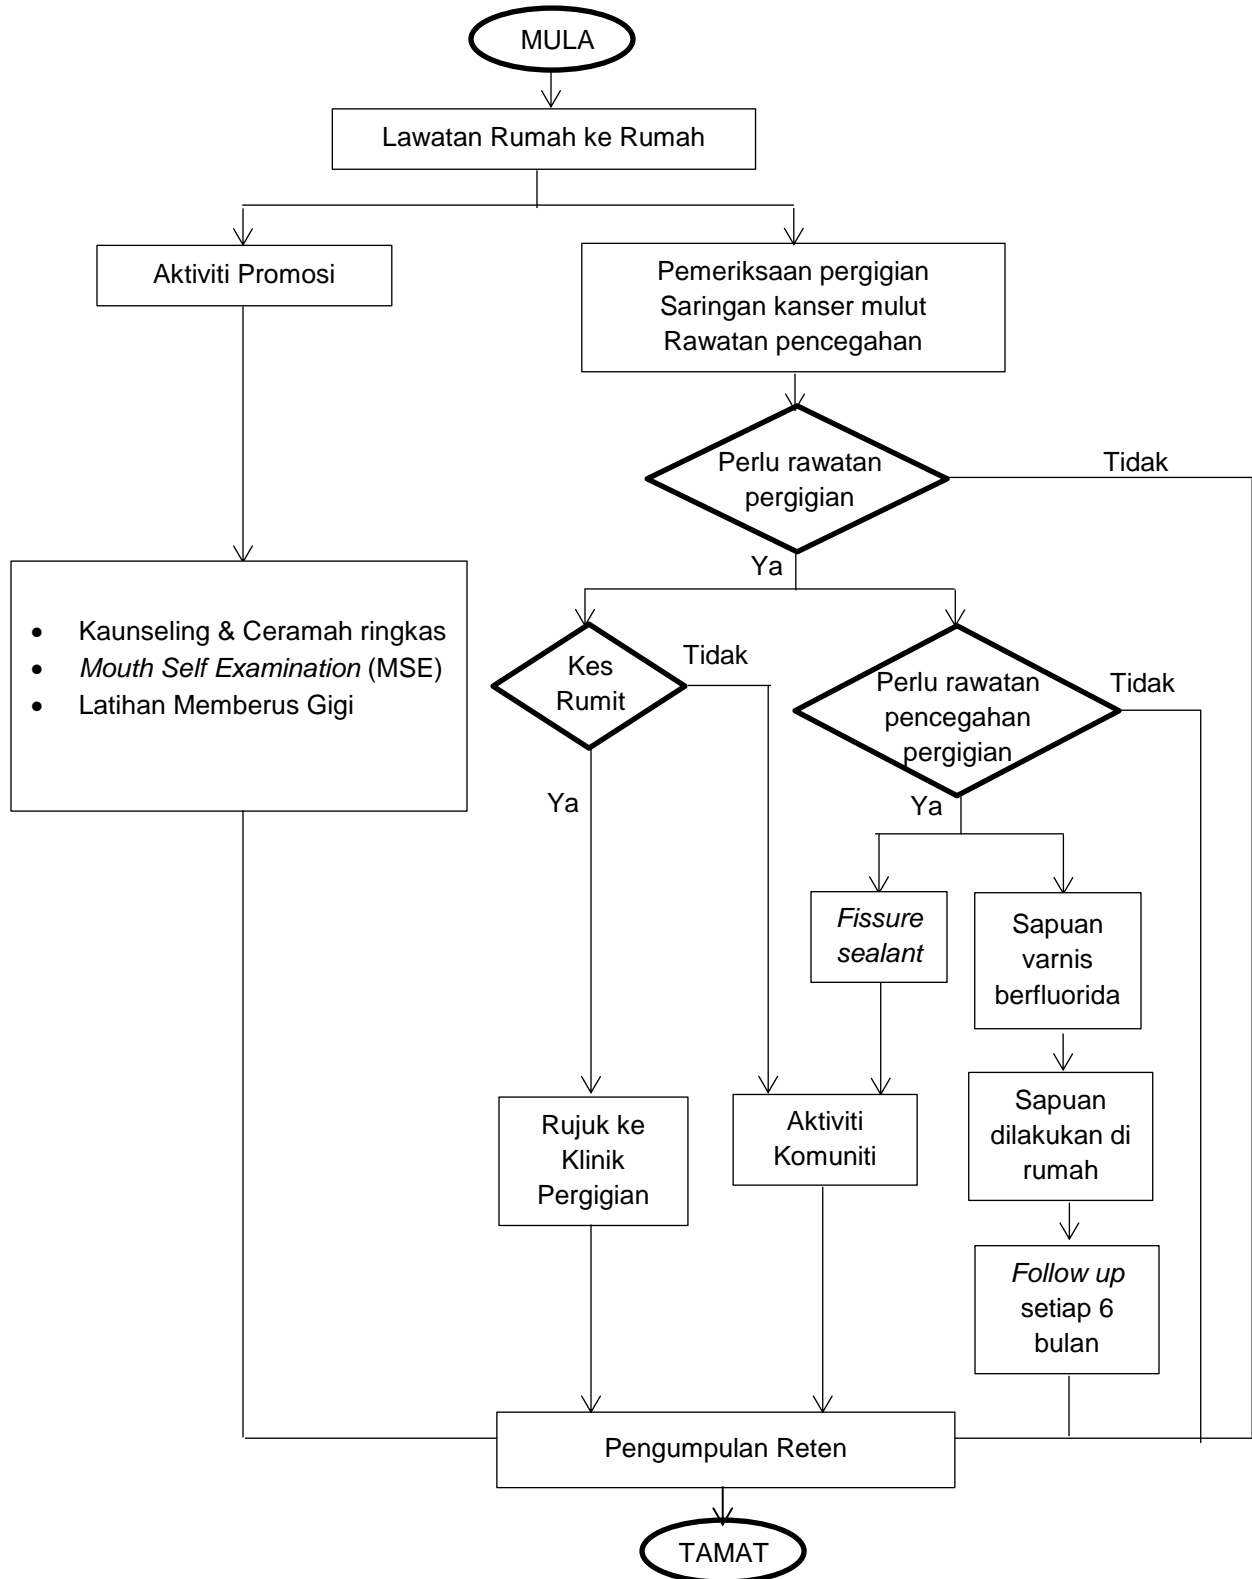 MULA
Lawatan Rumah ke Rumah
Aktiviti Promosi
Pemeriksaan pergigian
Saringan kanser mulut
Rawatan pencegahan
Perlu rawatan
pergigian
Tidak
Ya
• Kaunseling & Ceramah ringkas
• Mouth Self Examination (MSE)
• Latihan Memberus Gigi
Kes
Rumit
Tidak
Ya
Perlu rawatan
pencegahan
pergigian
Tidak
Ya
Fissure
sealant
Sapuan
varnis
berfluorida
Rujuk ke
Klinik
Pergigian
Aktiviti
Komuniti
Sapuan
dilakukan di
rumah
Follow up
setiap 6
bulan
Pengumpulan Reten
TAMAT